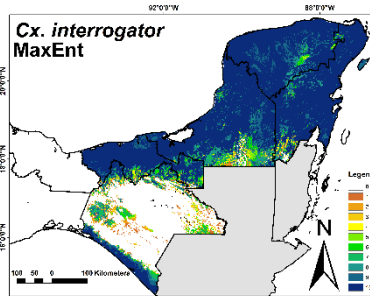 92°0'0"W 88°0'0"W
Cx. interrogator
MaxEnt
20°0'0"N
18°0'0"N
16°0'0"N
Legen
N
100 50 0 100 Kilometers